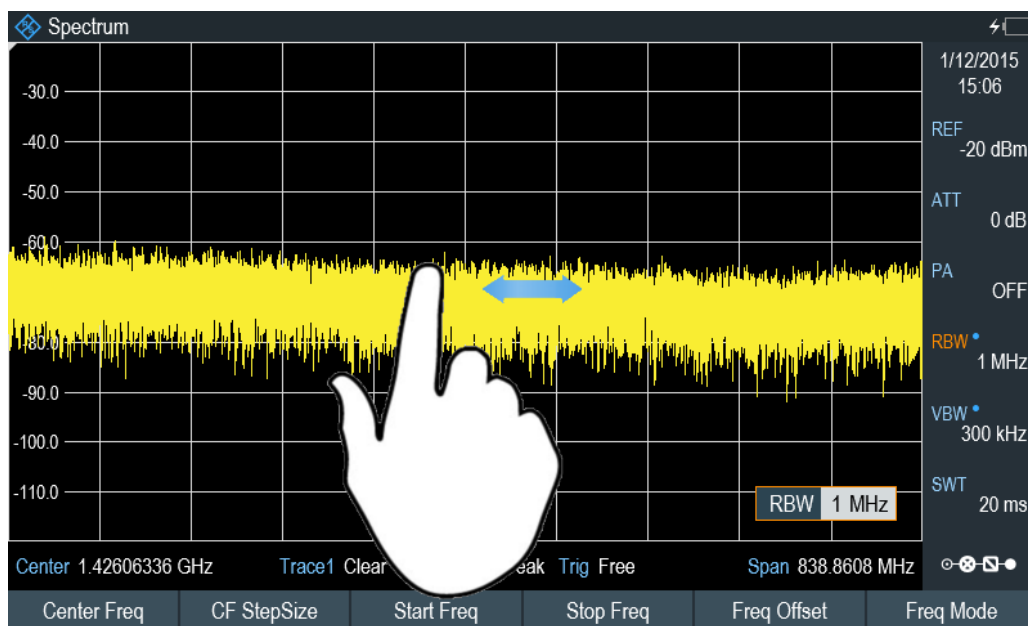 Spectrum
1/12/2015
15:06
-30.0
-40.0
-50.0
-60.0
-80.0
-90.0
-100.0
-110.0
REF
-20 dBm
ATT
0 dB
PA
OFF
RBW
1 MHz
VBW
300 kHz
SWT
20 ms
RBW 1 MHz
Center 1.42606336 GHz Trace1 Clear Trig Free Span 838.8608 MHz
Center Freq CF StepSize Start Freq Stop Freq Freq Offset Freq Mode